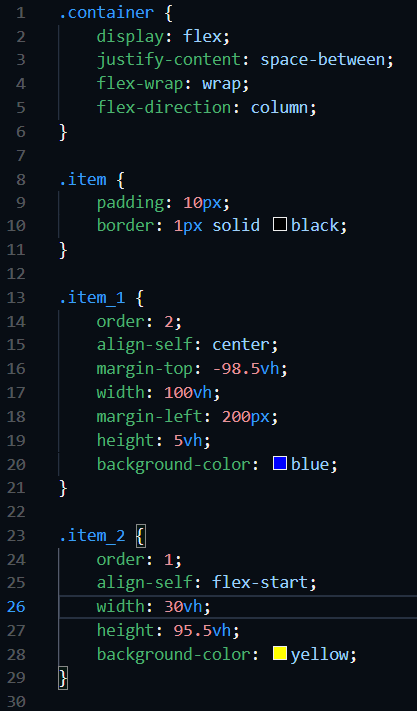 1 .container {
2     display: flex;
3     justify-content: space-between;
4     flex-wrap: wrap;
5     flex-direction: column;
6 }
7
8 .item {
9     padding: 10px;
10     border: 1px solid black;
11 }
12
13 .item_1 {
14     order: 2;
15     align-self: center;
16     margin-top: -98.5vh;
17     width: 100vh;
18     margin-left: 200px;
19     height: 5vh;
20     background-color: blue;
21 }
22
23 .item_2 {
24     order: 1;
25     align-self: flex-start;
26     width: 30vh;
27     height: 95.5vh;
28     background-color: yellow;
29 }
30